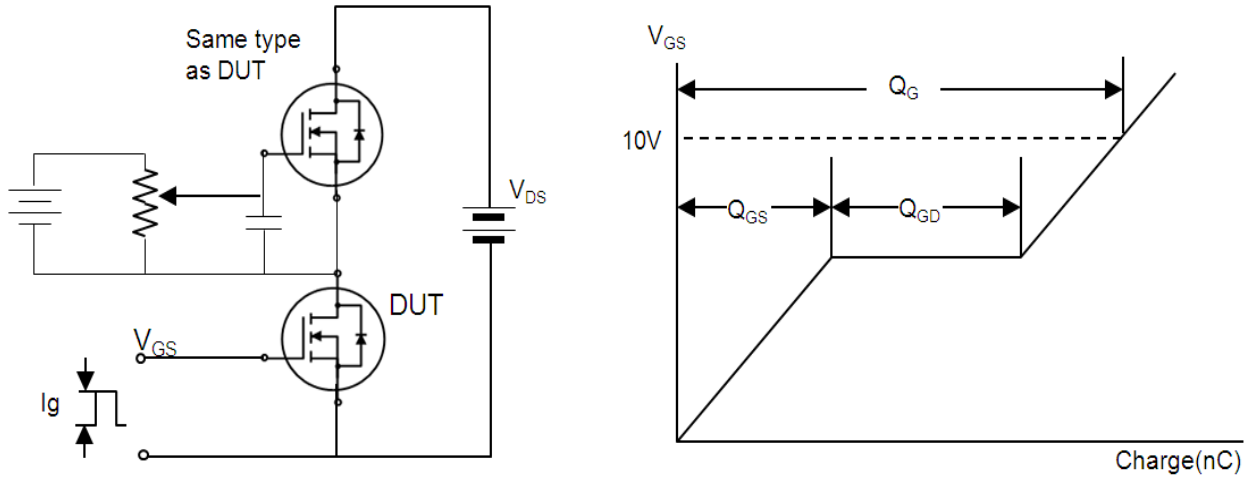 Same type
as DUT
VDS
DUT
VGS
Ig
VGS
QG
10V
QGS
QGD
Charge(nC)